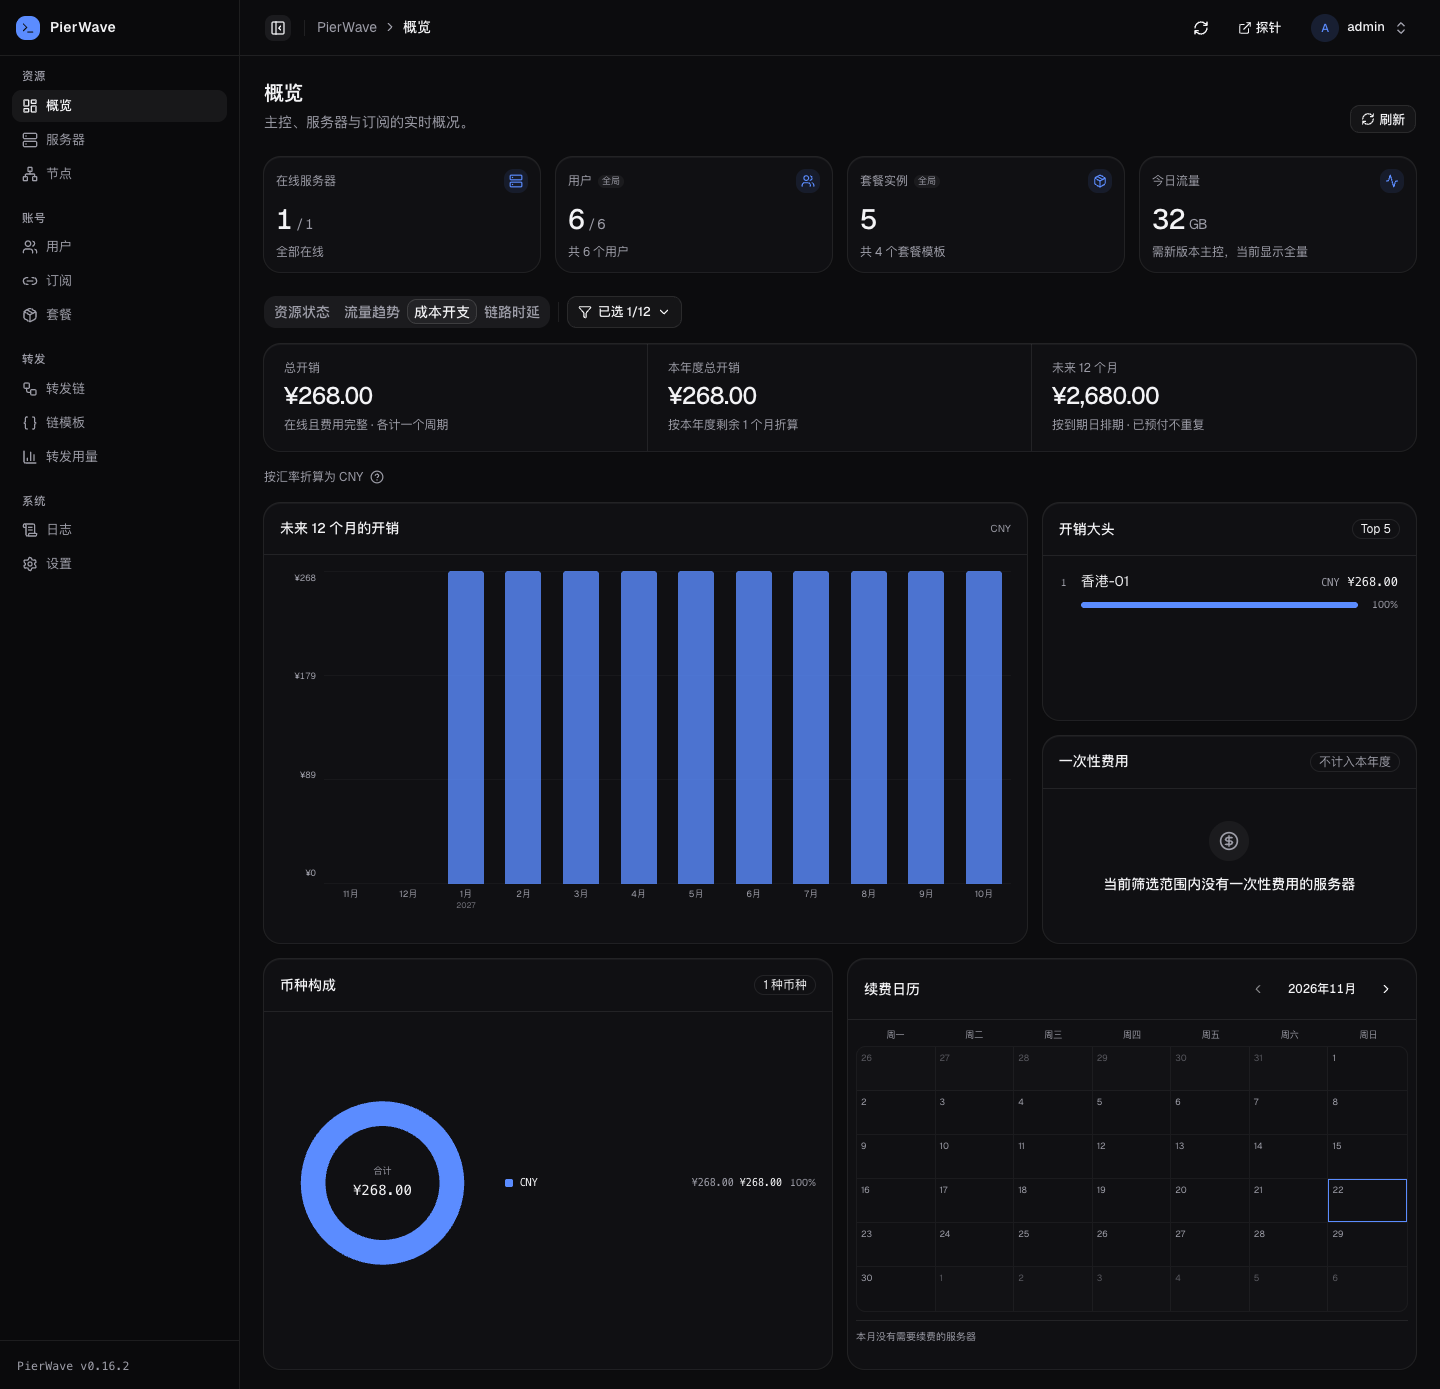 PierWave
PierWave
概览
探针
A
admin
资源
概览
服务器
节点
账号
用户
订阅
套餐
转发
转发链
链模板
转发用量
系统
日志
设置
PierWave v0.16.2
概览
主控、服务器与订阅的实时概况。
刷新
在线服务器
1 / 1
全部在线
用户 全局
6 / 6
共 6 个用户
套餐实例 全局
5
共 4 个套餐模板
今日流量
32 GB
需新版本主控，当前显示全量
资源状态
流量趋势
成本开支
链路时延
已选 1/12
总开销
¥268.00
在线且费用完整 · 各计一个周期
本年度总开销
¥268.00
按本年度剩余 1 个月折算
未来 12 个月
¥2,680.00
按到期日排期 · 已预付不重复
按汇率折算为 CNY
未来 12 个月的开销
CNY
¥268
¥179
¥89
¥0
11月 12月 1月 2月 3月 4月 5月 6月 7月 8月 9月 10月
2027
开销大头
Top 5
1 香港-01 CNY ¥268.00
100%
一次性费用
不计入本年度
当前筛选范围内没有一次性费用的服务器
币种构成
1 种币种
合计
¥268.00
CNY ¥268.00 ¥268.00 100%
续费日历
2026年11月
周一 周二 周三 周四 周五 周六 周日
26 27 28 29 30 31 1
2 3 4 5 6 7 8
9 10 11 12 13 14 15
16 17 18 19 20 21 22
23 24 25 26 27 28 29
30 1 2 3 4 5 6
本月没有需要续费的服务器